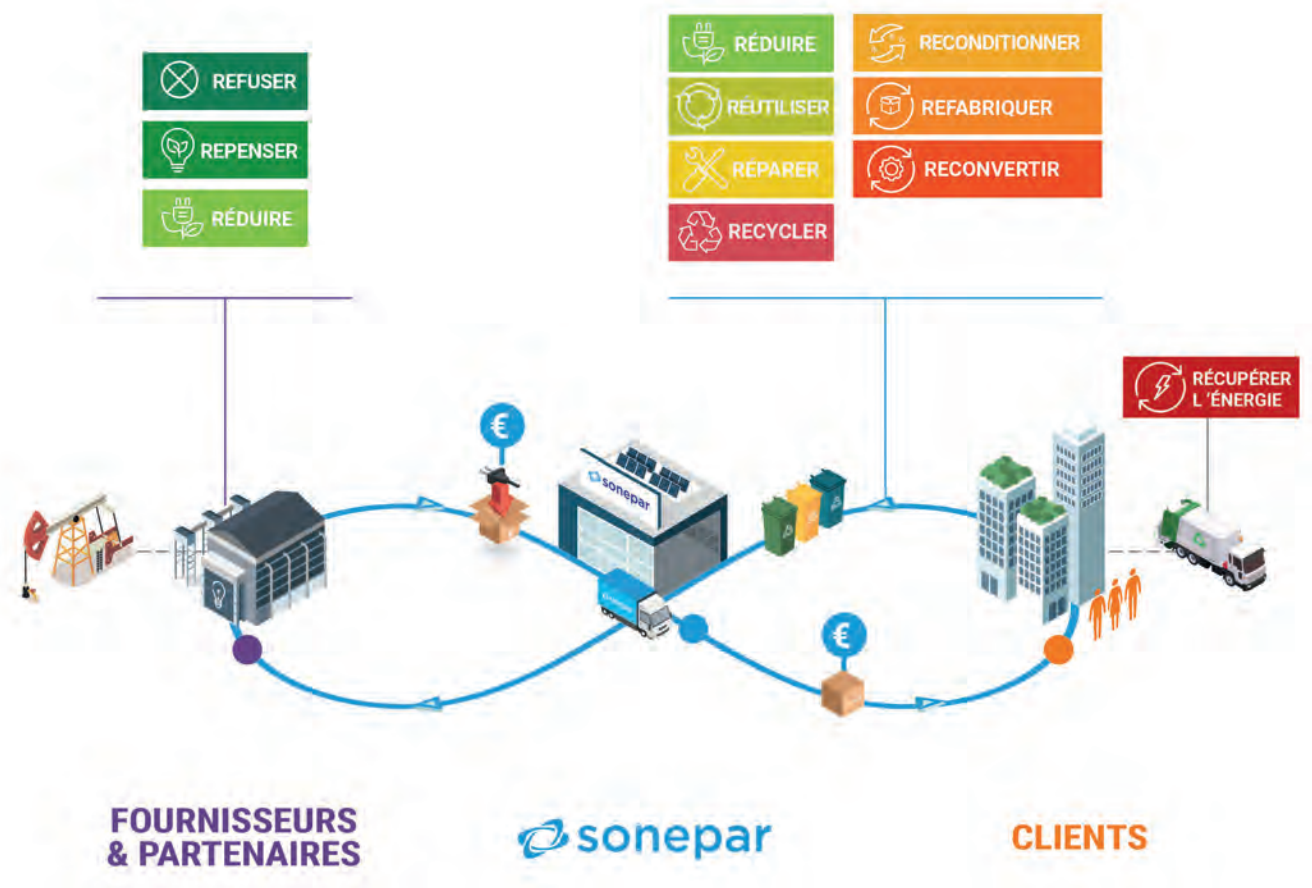 REFUSER
REPENSER
RÉDUIRE
RÉDUIRE
RECONDITIONNER
RÉUTILISER
REFABRIQUER
RÉPARER
RECONVERTIR
RECYCLER
RÉCUPÉRER
L 'ÉNERGIE
€
sonepar
€
FOURNISSEURS
& PARTENAIRES
sonepar
CLIENTS